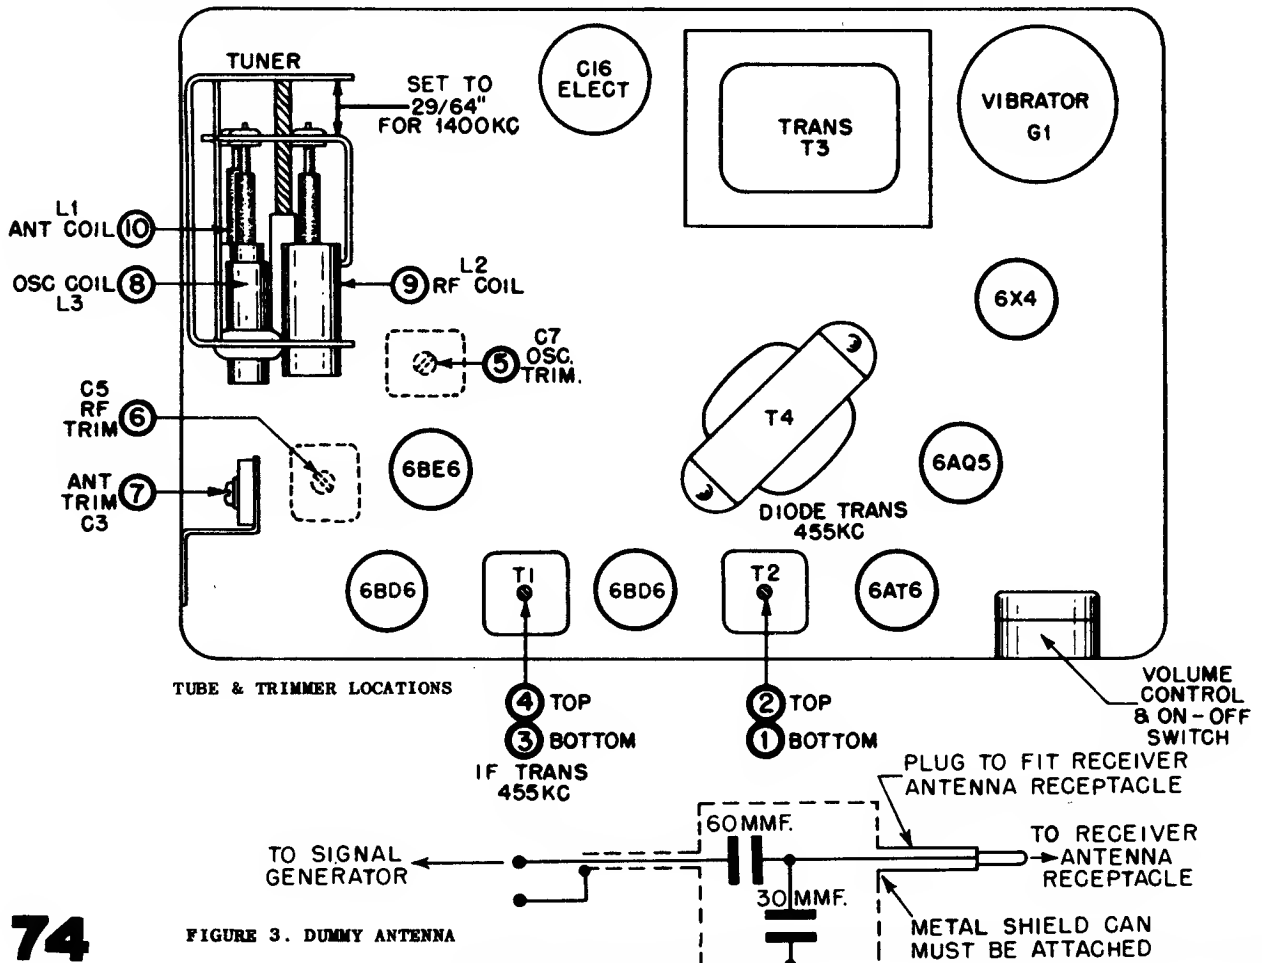 TUNER
SET TO
29/64"
FOR 1400KC
C16
ELECT
TRANS
T3
VIBRATOR
G1
L1
ANT COIL 10
OSC COIL 8
L3
L2
9 RF COIL
6X4
C7
5 OSC.
TRIM.
C5
RF
TRIM 6
ANT
TRIM 7
C3
6BE6
T4
6AQ5
DIODE TRANS
455KC
6BD6
T1
6BD6
T2
6AT6
TUBE & TRIMMER LOCATIONS
4 TOP
3 BOTTOM
IF TRANS
455KC
2 TOP
1 BOTTOM
VOLUME
CONTROL
& ON-OFF
SWITCH
PLUG TO FIT RECEIVER
ANTENNA RECEPTACLE
60 MMF.
TO SIGNAL
GENERATOR
TO RECEIVER
ANTENNA
RECEPTACLE
30 MMF.
METAL SHIELD CAN
MUST BE ATTACHED
74
FIGURE 3. DUMMY ANTENNA